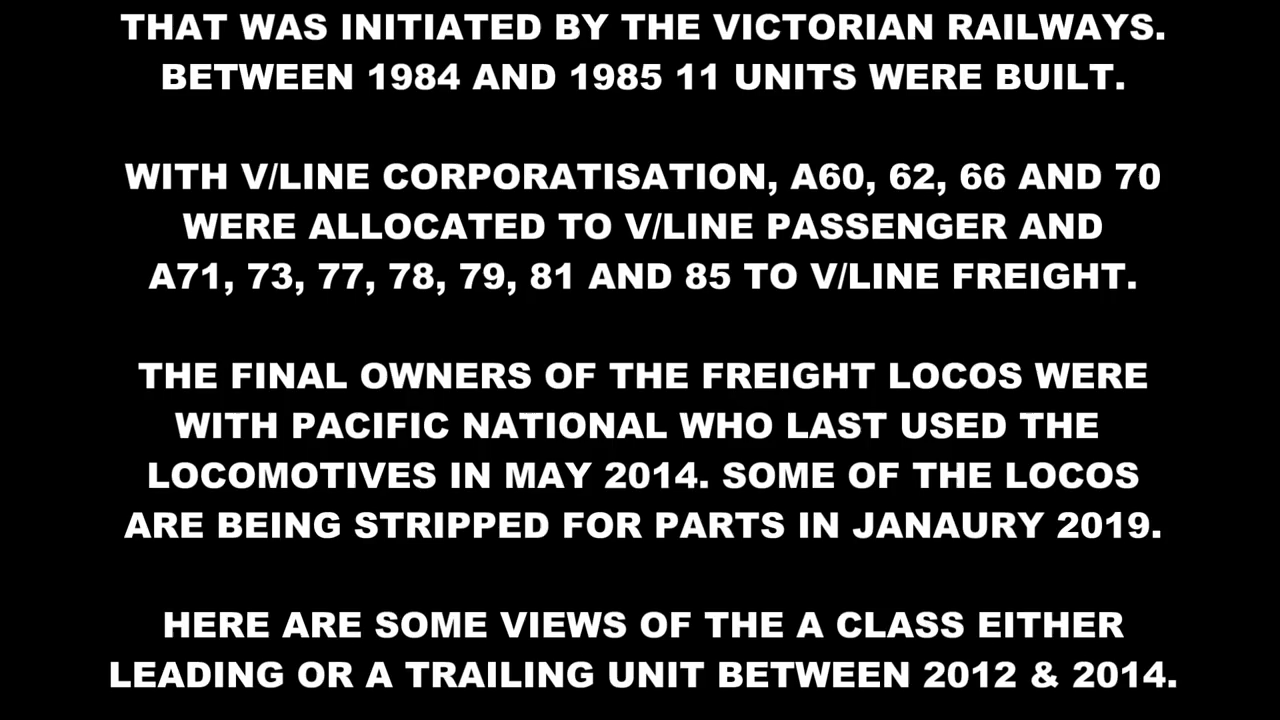 THAT WAS INITIATED BY THE VICTORIAN RAILWAYS.
BETWEEN 1984 AND 1985 11 UNITS WERE BUILT.
WITH V/LINE CORPORATISATION, A60, 62, 66 AND 70
WERE ALLOCATED TO V/LINE PASSENGER AND
A71, 73, 77, 78, 79, 81 AND 85 TO V/LINE FREIGHT.
THE FINAL OWNERS OF THE FREIGHT LOCOS WERE
WITH PACIFIC NATIONAL WHO LAST USED THE
LOCOMOTIVES IN MAY 2014. SOME OF THE LOCOS
ARE BEING STRIPPED FOR PARTS IN JANAURY 2019.
HERE ARE SOME VIEWS OF THE A CLASS EITHER
LEADING OR A TRAILING UNIT BETWEEN 2012 & 2014.